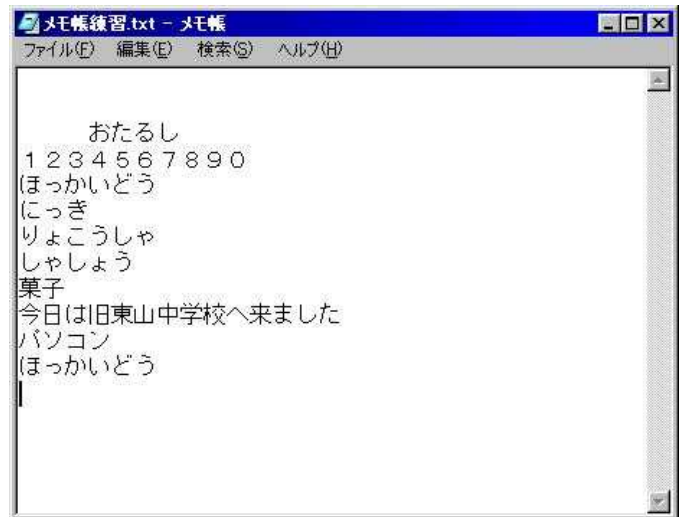 メモ帳練習.txt - メモ帳
ファイル(F) 編集(E) 検索(S) ヘルプ(H)
おたるし
1234567890
ほっかいどう
にっき
りょこうしゃ
しゃしょう
菓子
今日は旧東山中学校へ来ました
パソコン
ほっかいどう